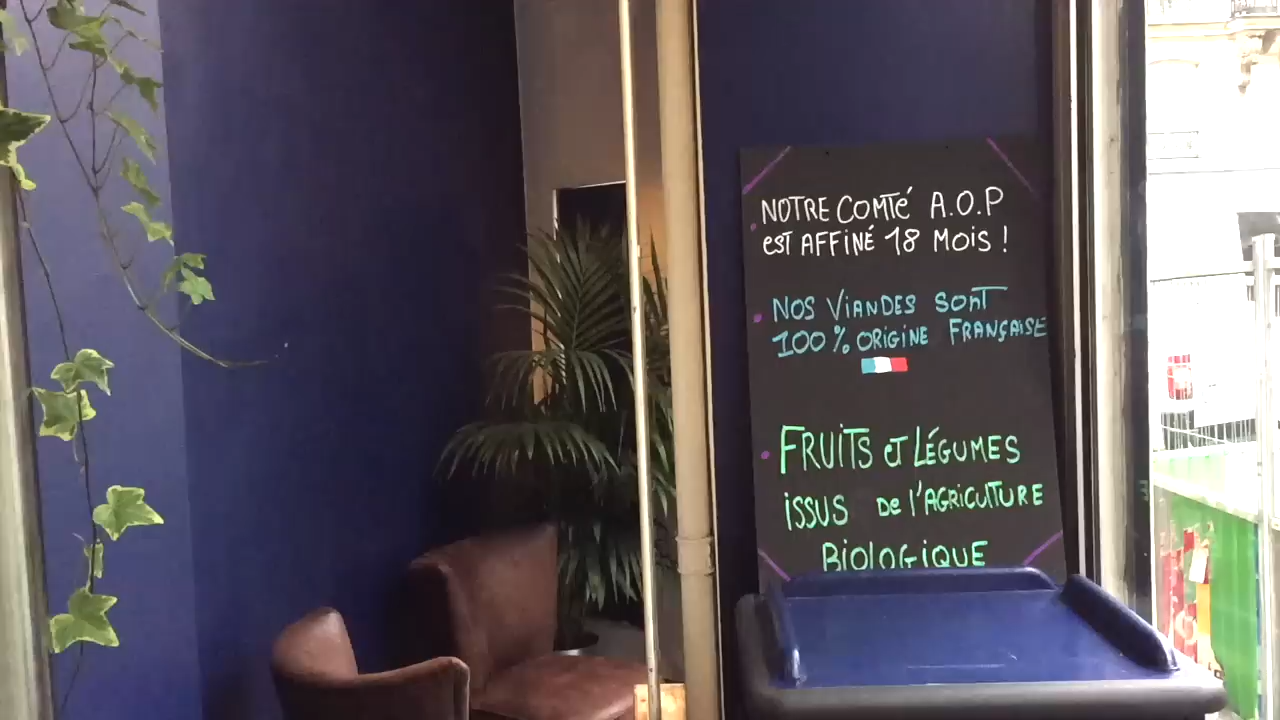 NOTRE COMTÉ A.O.P
EST AFFINÉ 18 MOIS !
NOS VIANDES SONT
100 % ORIGINE FRANÇAISE
FRUITS ET LÉGUMES
ISSUS DE L'AGRICULTURE
BIOLOGIQUE